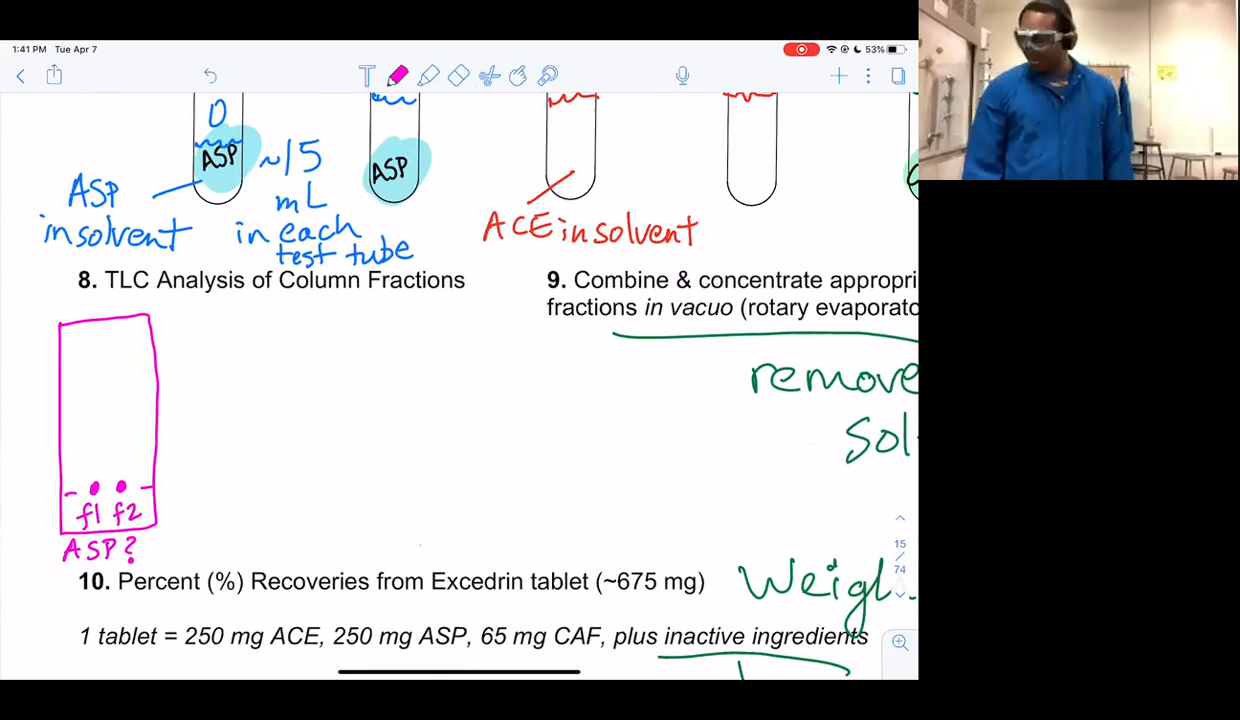 1:41 PM Tue Apr 7
53%
ASP
~15
mL
in each
test tube
ASP
insolvent
ASP
ACE insolvent
8. TLC Analysis of Column Fractions
9. Combine & concentrate appropri
fractions in vacuo (rotary evaporato
remove
sol
f1 f2
ASP?
15
74
10. Percent (%) Recoveries from Excedrin tablet (~675 mg)
Weigh
1 tablet = 250 mg ACE, 250 mg ASP, 65 mg CAF, plus inactive ingredients